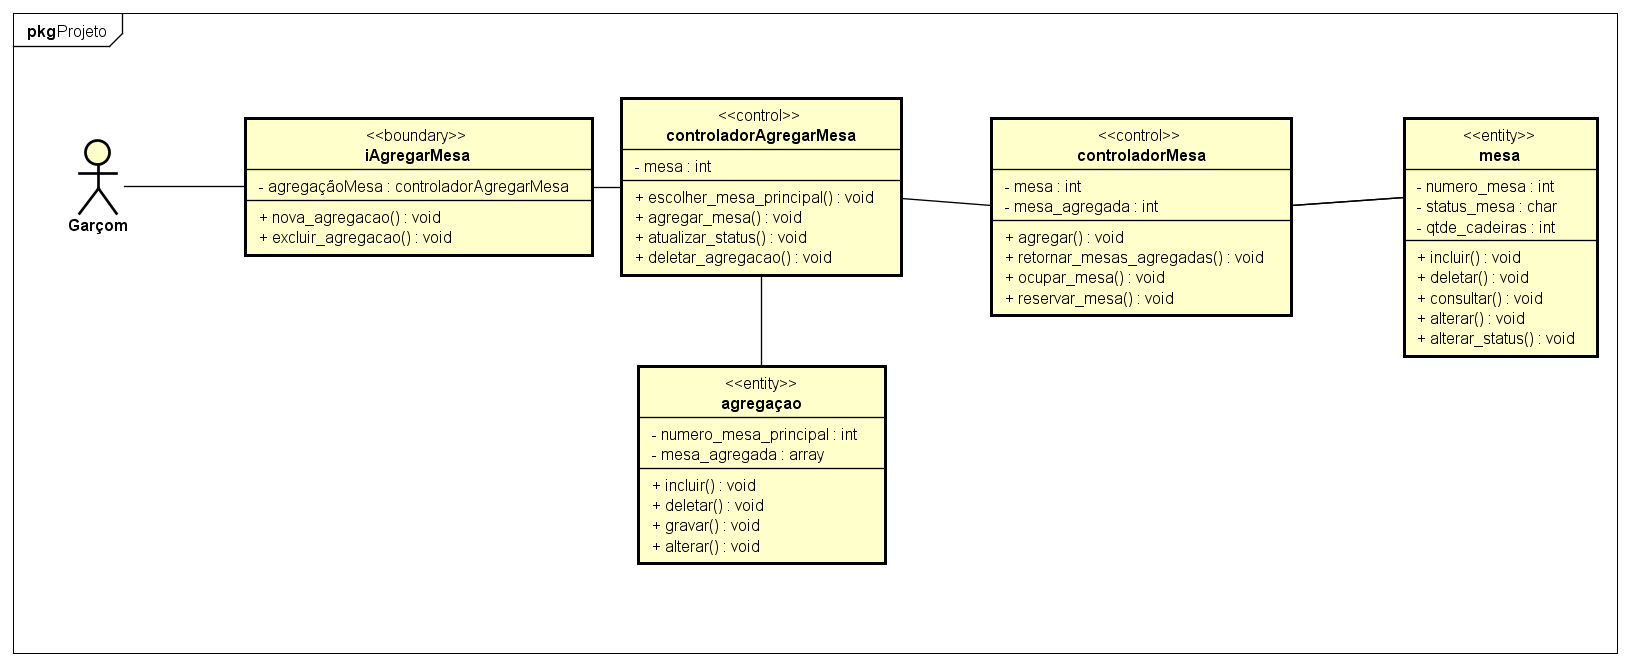 pkgProjeto
Garçom
<<boundary>>
iAgregarMesa
- agregaçãoMesa : controladorAgregarMesa
+ nova_agregacao() : void
+ excluir_agregacao() : void
<<control>>
controladorAgregarMesa
- mesa : int
+ escolher_mesa_principal() : void
+ agregar_mesa() : void
+ atualizar_status() : void
+ deletar_agregacao() : void
<<control>>
controladorMesa
- mesa : int
- mesa_agregada : int
+ agregar() : void
+ retornar_mesas_agregadas() : void
+ ocupar_mesa() : void
+ reservar_mesa() : void
<<entity>>
mesa
- numero_mesa : int
- status_mesa : char
- qtde_cadeiras : int
+ incluir() : void
+ deletar() : void
+ consultar() : void
+ alterar() : void
+ alterar_status() : void
<<entity>>
agregaçao
- numero_mesa_principal : int
- mesa_agregada : array
+ incluir() : void
+ deletar() : void
+ gravar() : void
+ alterar() : void